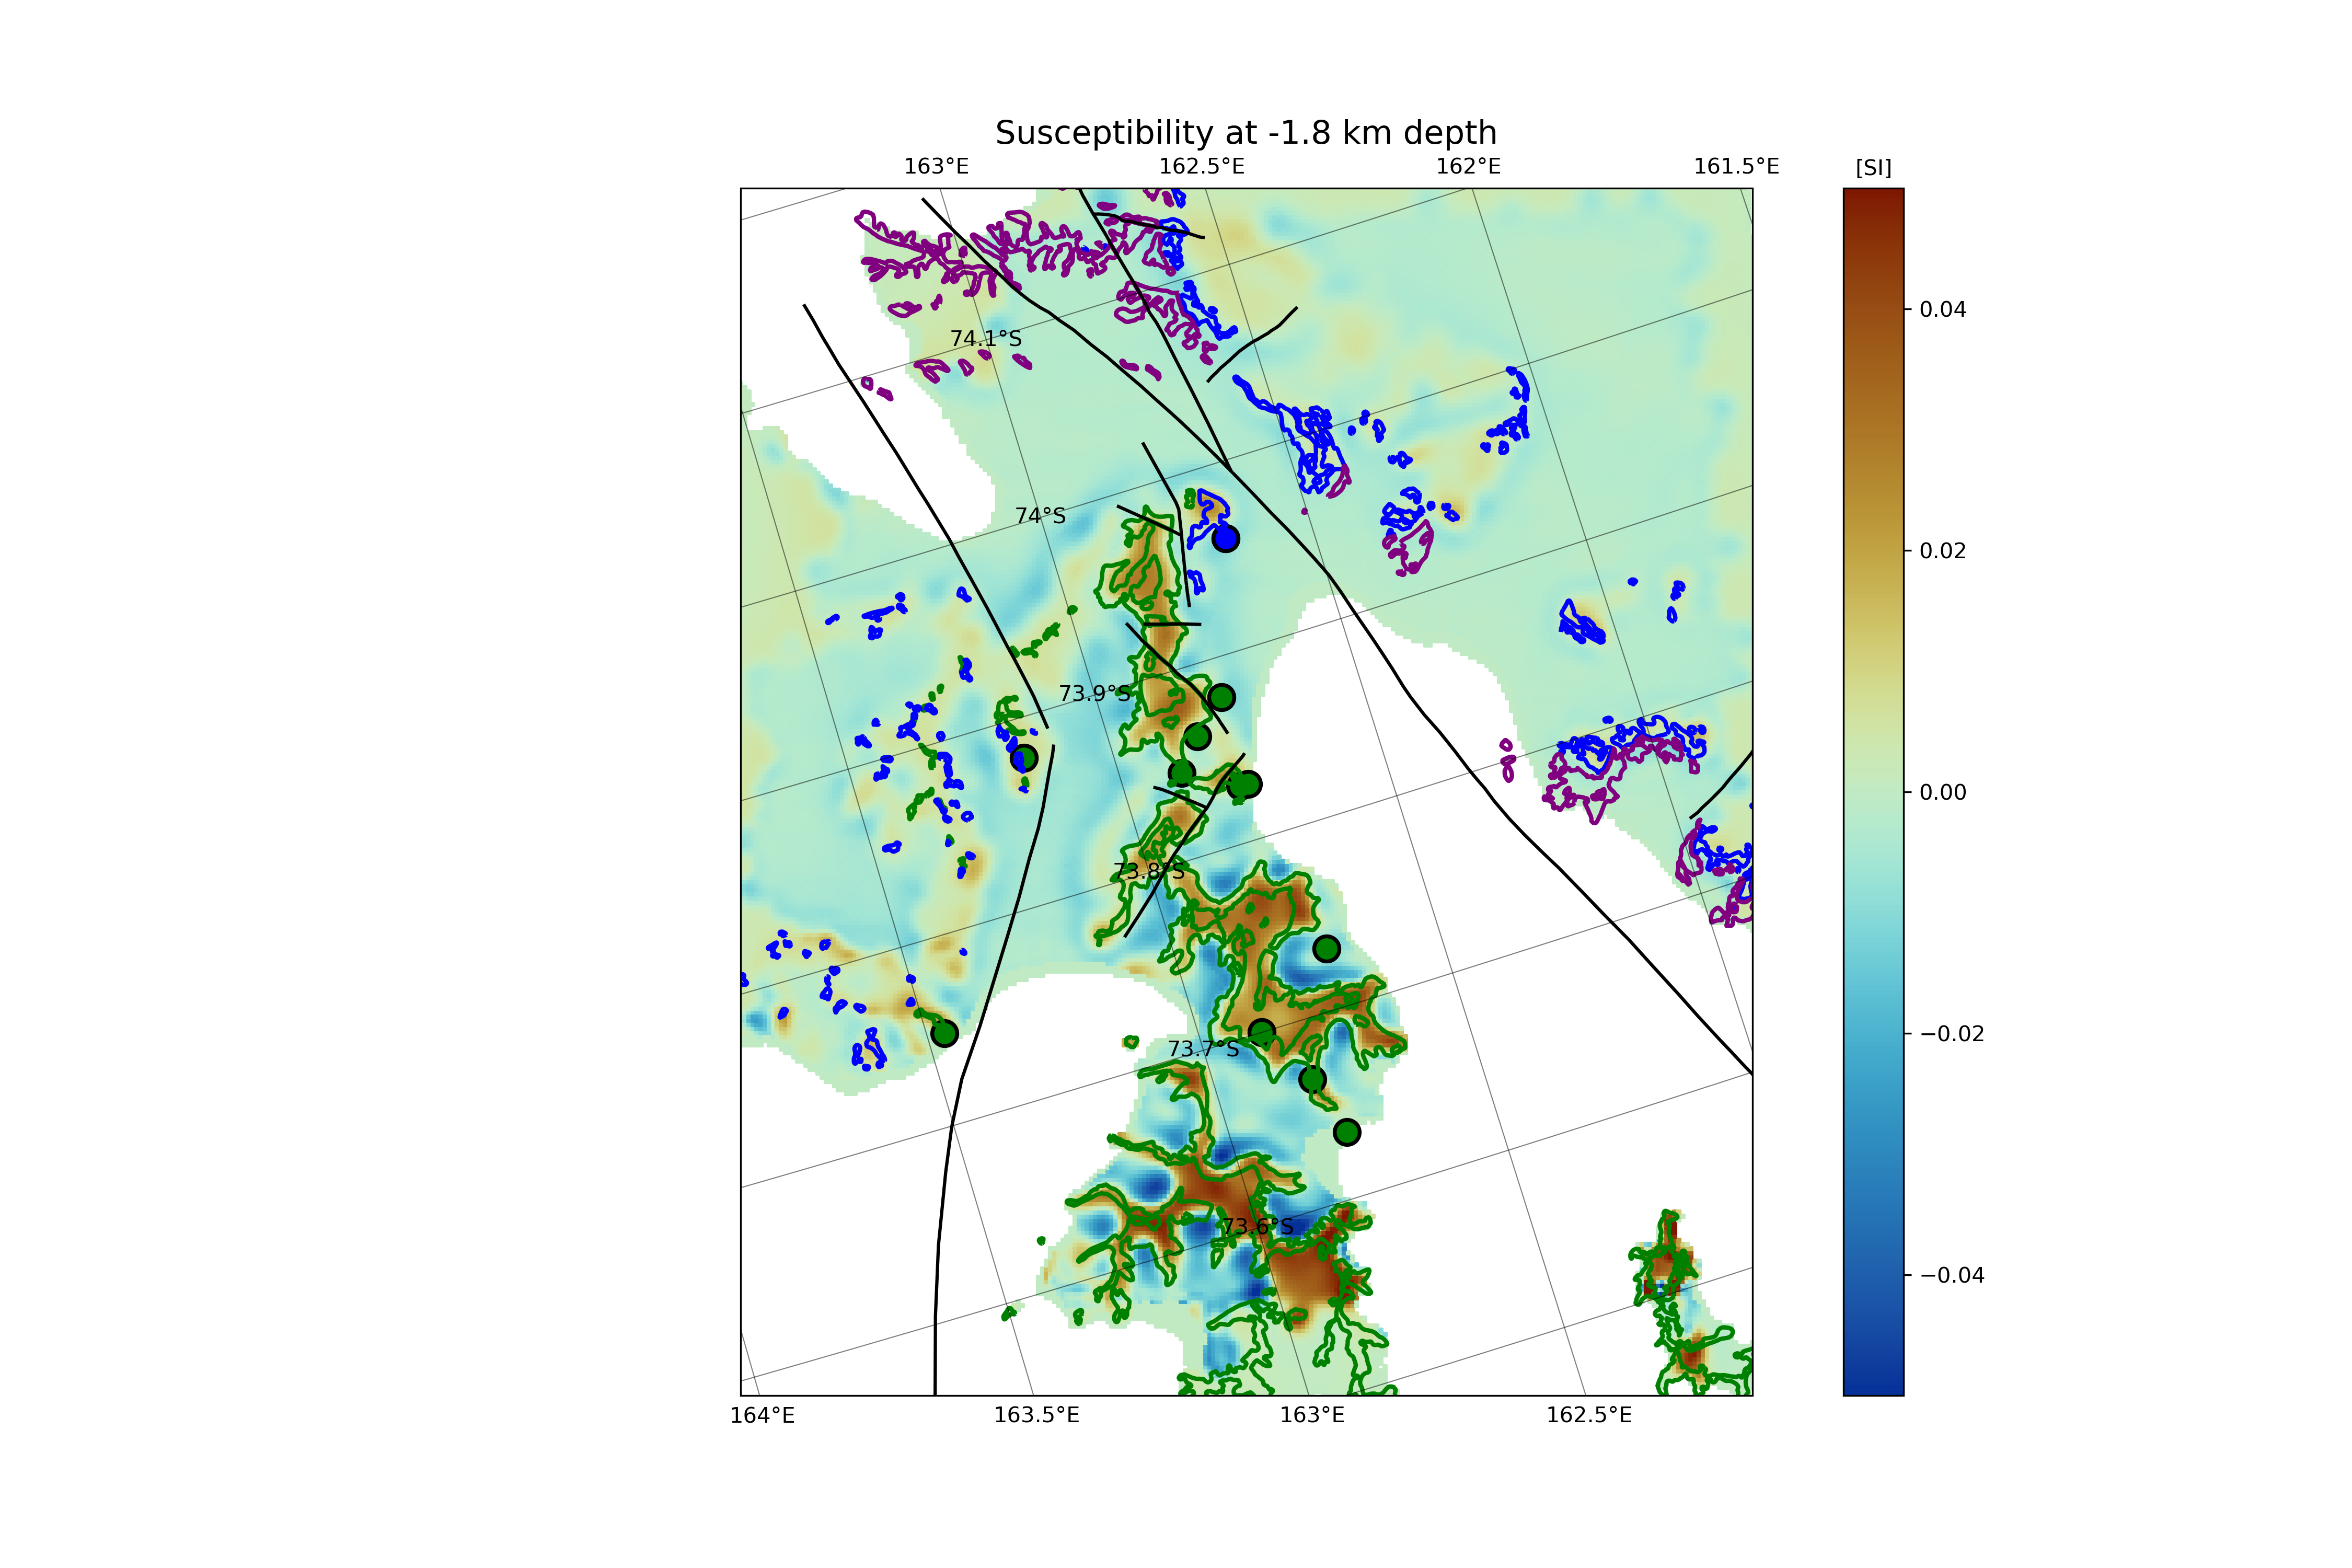 Susceptibility at -1.8 km depth
163°E 162.5°E 162°E 161.5°E
[SI]
0.04
74.1°S
74°S
0.02
73.9°S
0.00
73.8°S
−0.02
73.7°S
73.6°S
−0.04
164°E 163.5°E 163°E 162.5°E